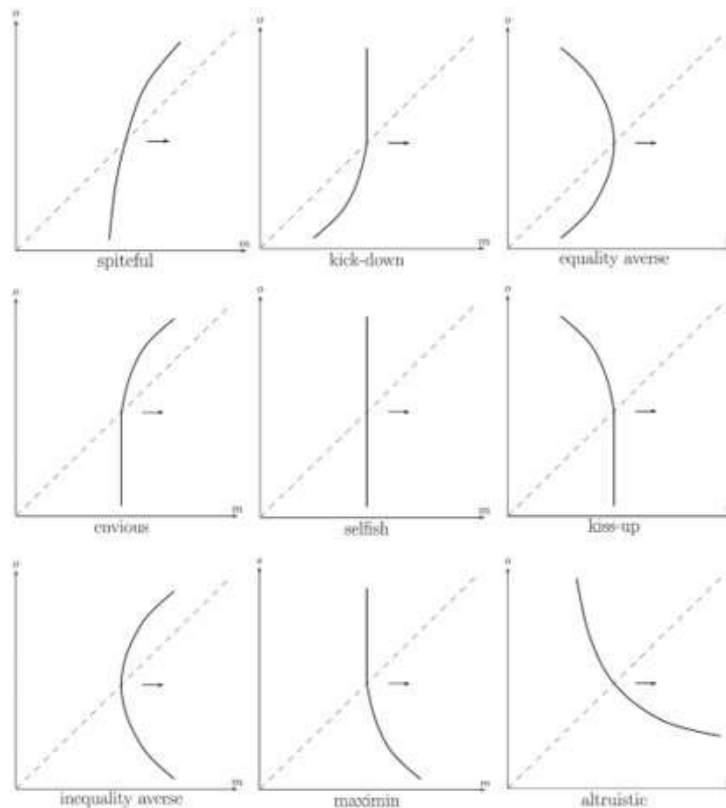 o o o
m m
spiteful kick-down equality averse
o o o
m m
envious selfish kiss-up
o o o
m m
inequality averse maximin altruistic